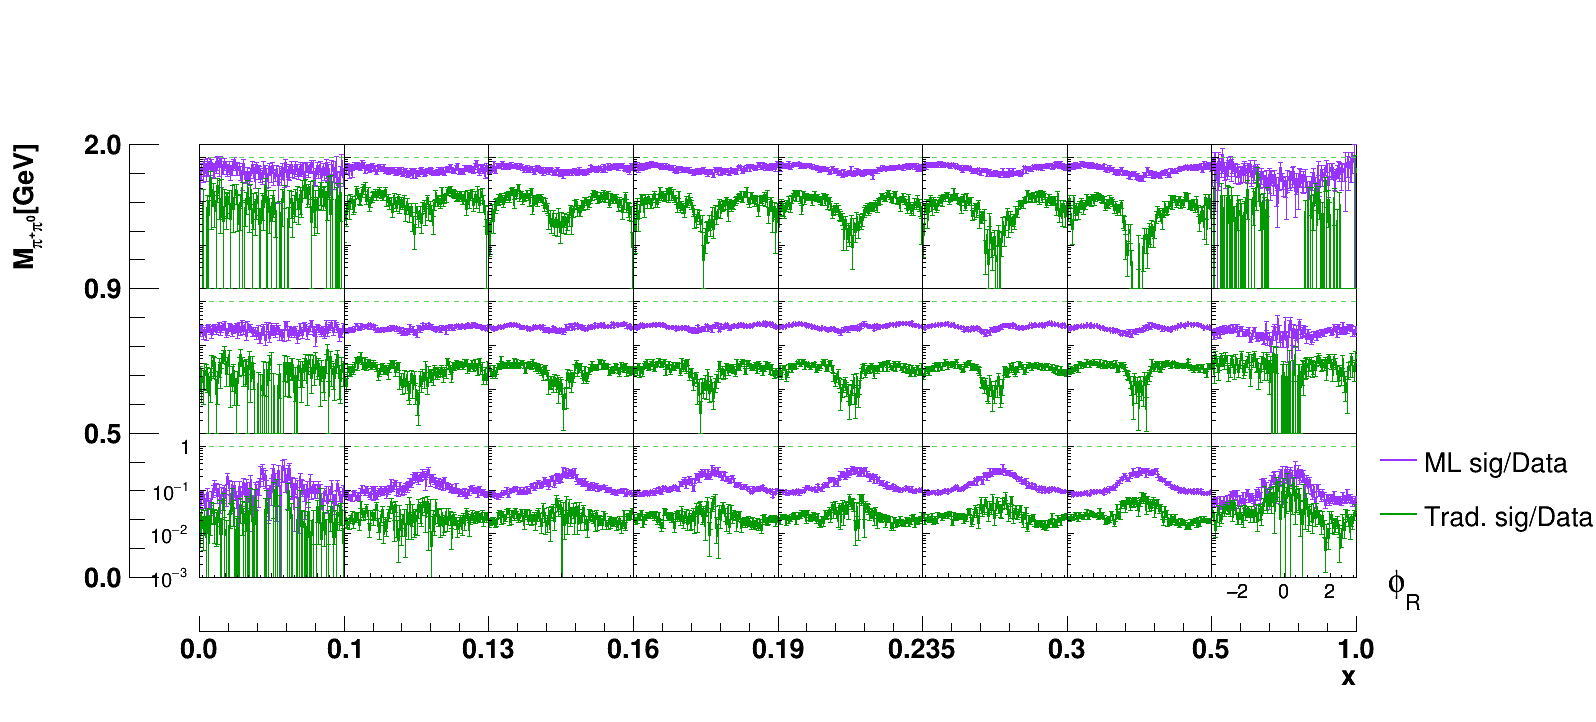 M π+π0 [GeV]
2.0
0.9
0.5
0.0
1
10−1
10−2
10−3
ML sig/Data
Trad. sig/Data
−2 0 2
ϕR
0.0 0.1 0.13 0.16 0.19 0.235 0.3 0.5 1.0
x